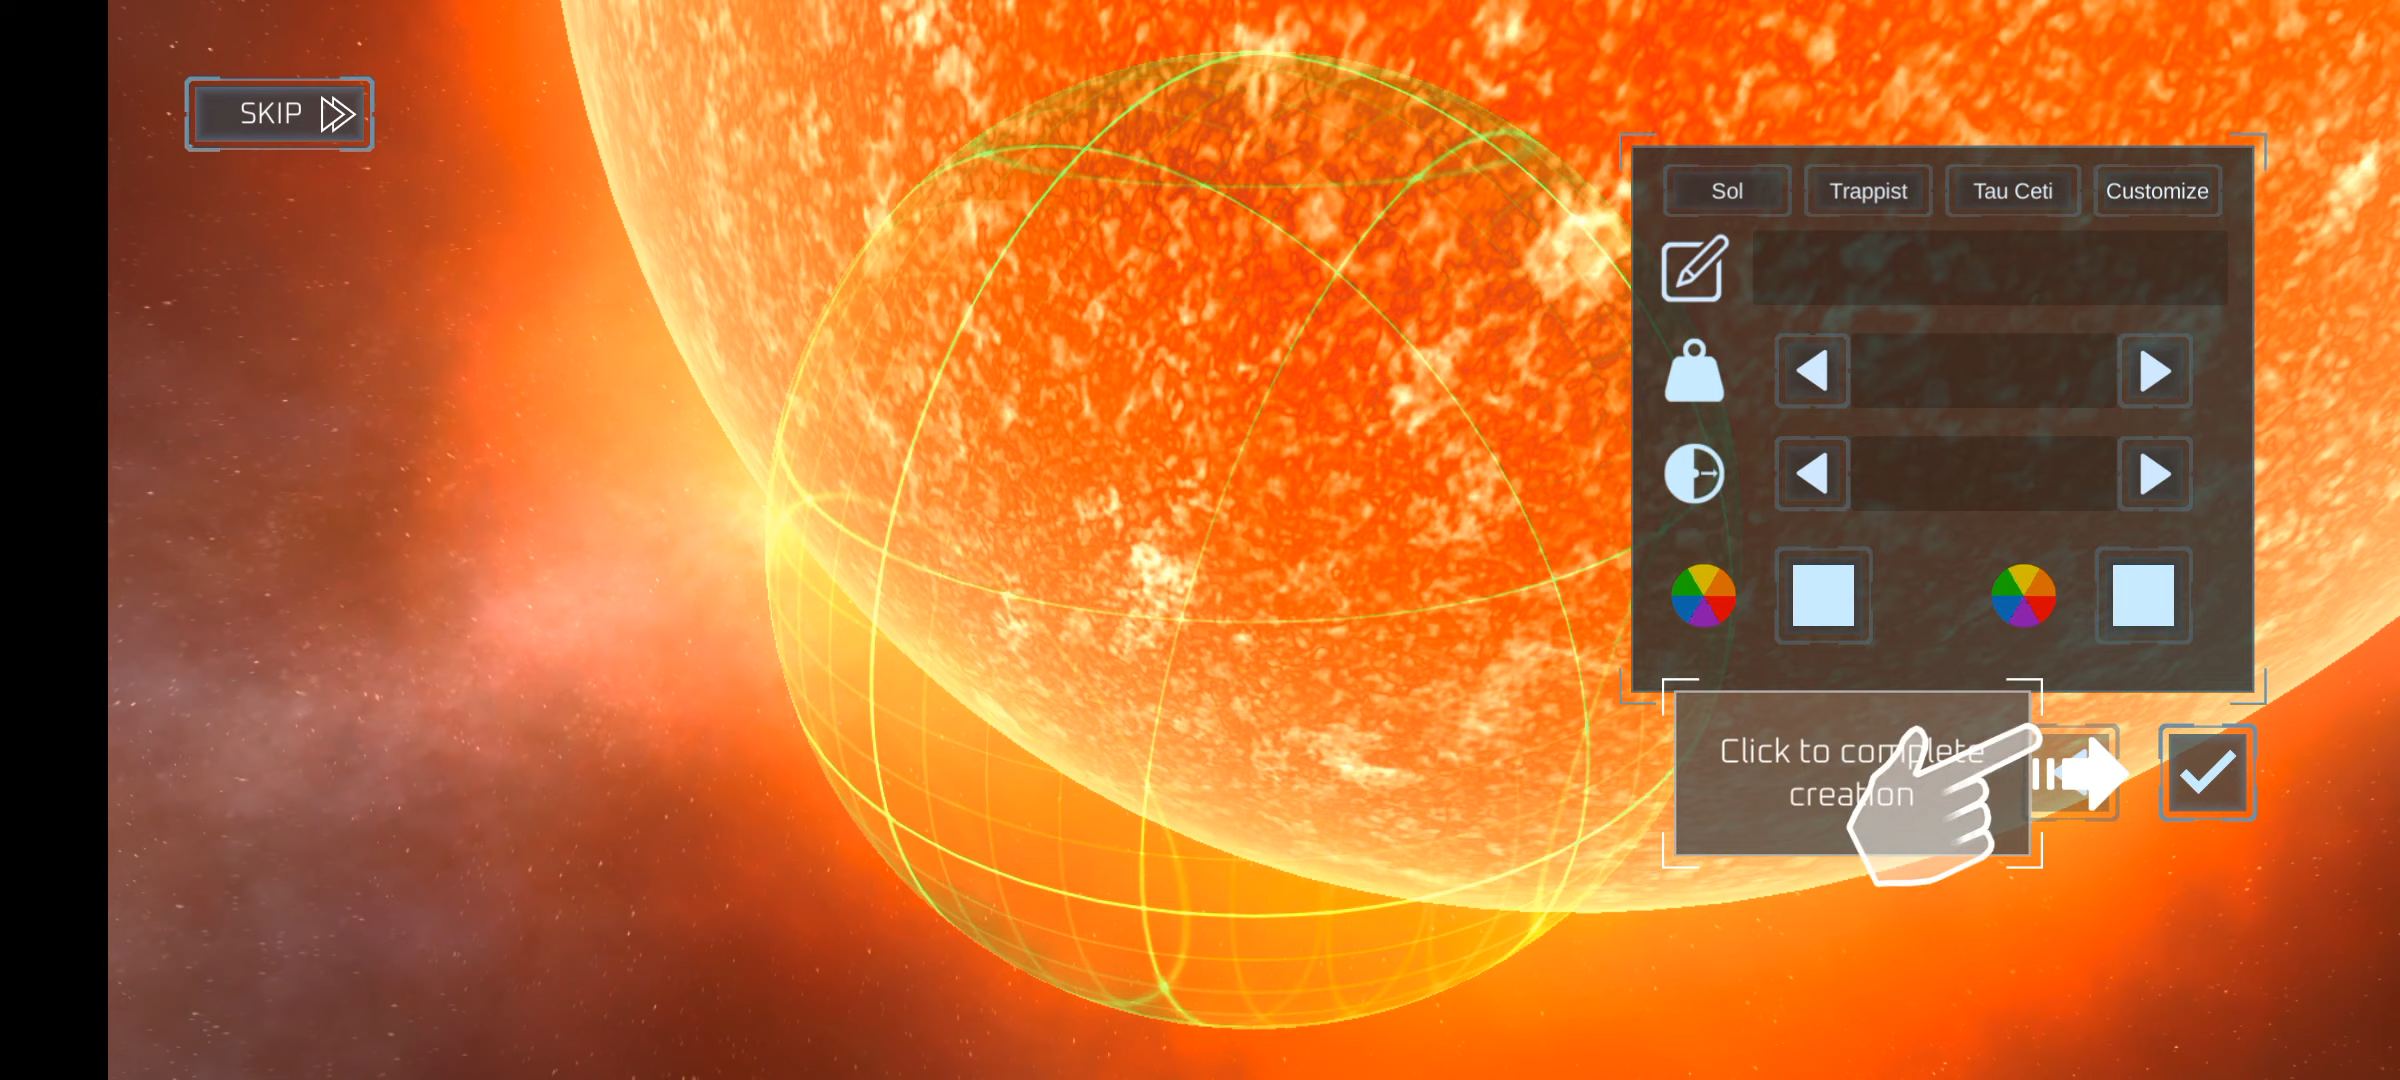 SKIP
Sol
Trappist
Tau Ceti
Customize
Click to complete
creation